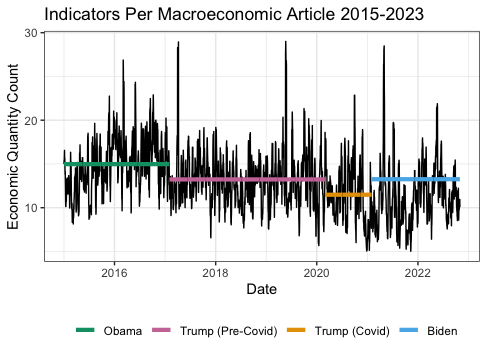 Indicators Per Macroeconomic Article 2015-2023
Economic Quantity Count
30
20
10
2016 2018 2020 2022
Date
Obama Trump (Pre-Covid) Trump (Covid) Biden